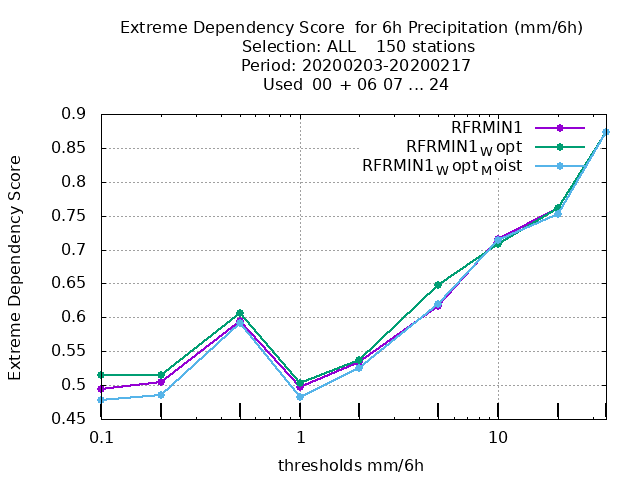 Extreme Dependency Score  for 6h Precipitation (mm/6h)
Selection: ALL    150 stations
Period: 20200203-20200217
Used  00 + 06 07 ... 24
RFRMIN1
RFRMIN1Wopt
RFRMIN1WoptMoist
0.9
0.85
0.8
0.75
0.7
0.65
0.6
0.55
0.5
0.45
Extreme Dependency Score
0.1
1
10
thresholds mm/6h